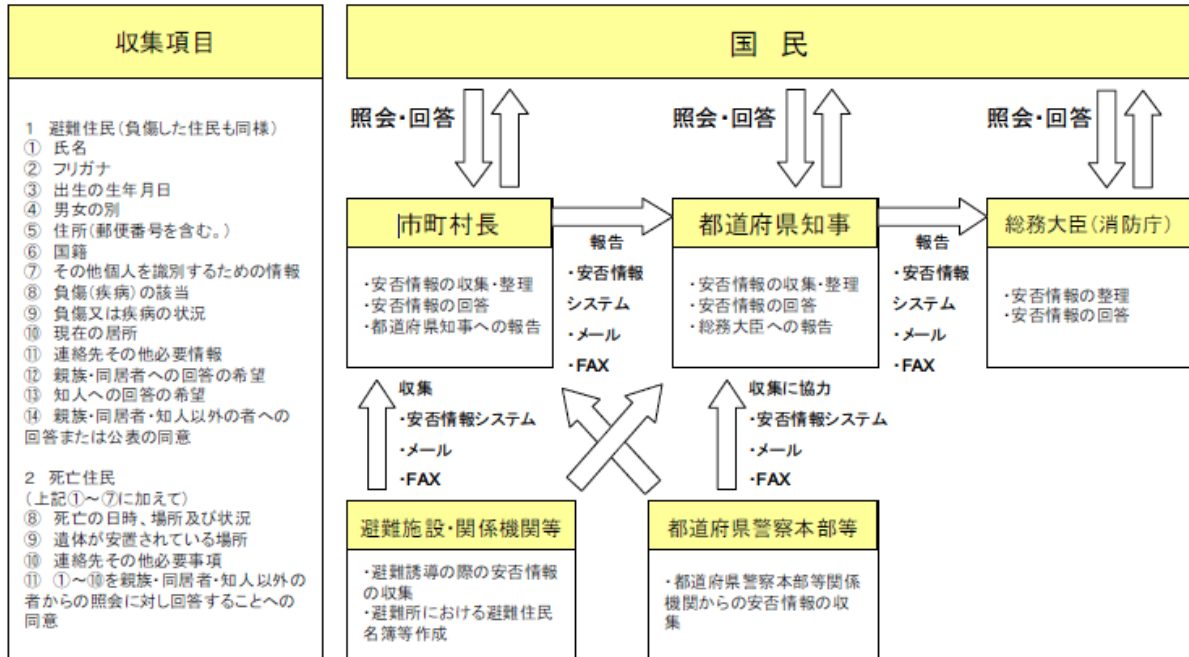 収集項目
1 避難住民(負傷した住民も同様)
① 氏名
② フリガナ
③ 出生の生年月日
④ 男女の別
⑤ 住所(郵便番号を含む。)
⑥ 国籍
⑦ その他個人を識別するための情報
⑧ 負傷(疾病)の該当
⑨ 負傷又は疾病の状況
⑩ 現在の居所
⑪ 連絡先その他必要情報
⑫ 親族・同居者への回答の希望
⑬ 知人への回答の希望
⑭ 親族・同居者・知人以外の者への
回答または公表の同意
2 死亡住民
(上記①~⑦に加えて)
⑧ 死亡の日時、場所及び状況
⑨ 遺体が安置されている場所
⑩ 連絡先その他必要事項
⑪ ①~⑩を親族・同居者・知人以外の
者からの照会に対し回答することへの
同意
国 民
照会・回答
照会・回答
照会・回答
市町村長
・安否情報の収集・整理
・安否情報の回答
・都道府県知事への報告
報告
・安否情報
システム
・メール
・FAX
都道府県知事
・安否情報の収集・整理
・安否情報の回答
・総務大臣への報告
報告
・安否情報
システム
・メール
・FAX
総務大臣(消防庁)
・安否情報の整理
・安否情報の回答
収集
・安否情報システム
・メール
・FAX
収集に協力
・安否情報システム
・メール
・FAX
避難施設・関係機関等
・避難誘導の際の安否情報
の収集
・避難所における避難住民
名簿等作成
都道府県警察本部等
・都道府県警察本部等関係
機関からの安否情報の収
集